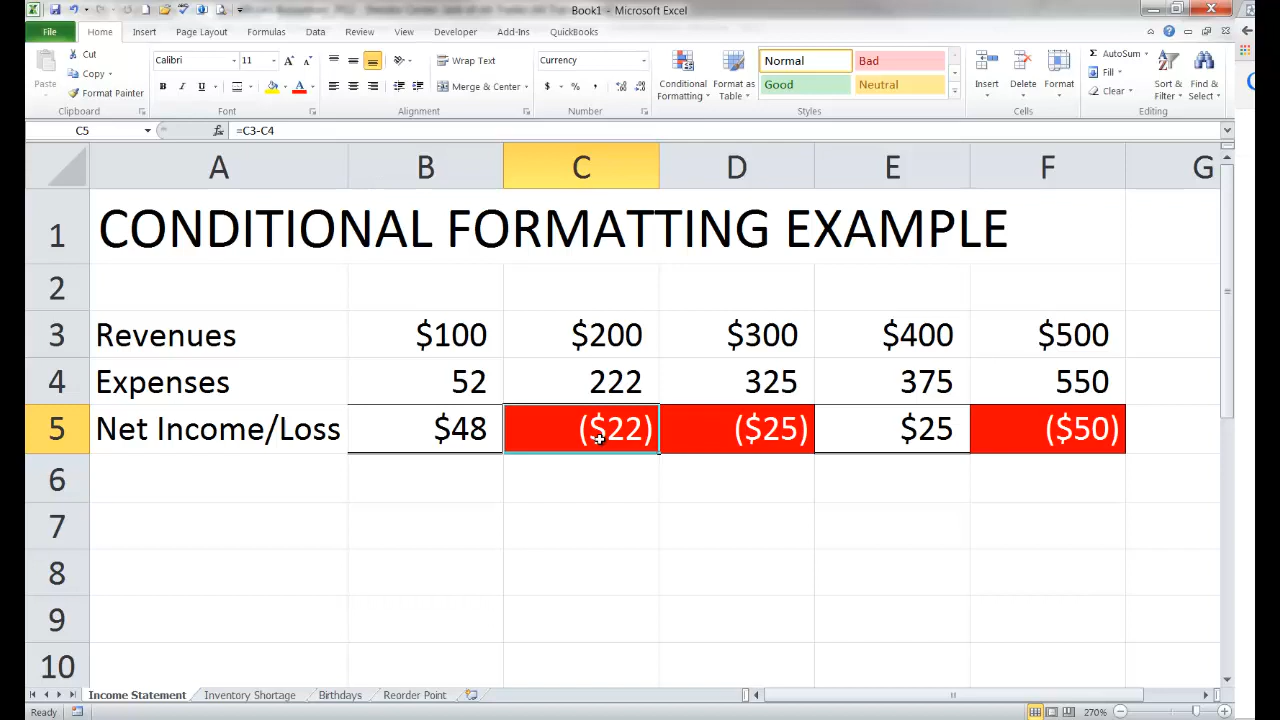 Book1 - Microsoft Excel
File Home Insert Page Layout Formulas Data Review View Developer Add-Ins QuickBooks
Paste Cut Copy Format Painter Clipboard
Calibri 11 B I U A Font
Wrap Text Merge & Center Alignment
Currency $ % , Number
Conditional Formatting Format as Table
Normal Bad Good Neutral Styles
Insert Delete Format Cells
Σ AutoSum Fill Clear Sort & Filter Find & Select Editing
C5 fx =C3-C4
A B C D E F G
1 CONDITIONAL FORMATTING EXAMPLE
2
3 Revenues $100 $200 $300 $400 $500
4 Expenses 52 222 325 375 550
5 Net Income/Loss $48 ($22) ($25) $25 ($50)
6
7
8
9
10
Income Statement Inventory Shortage Birthdays Reorder Point
Ready 270%